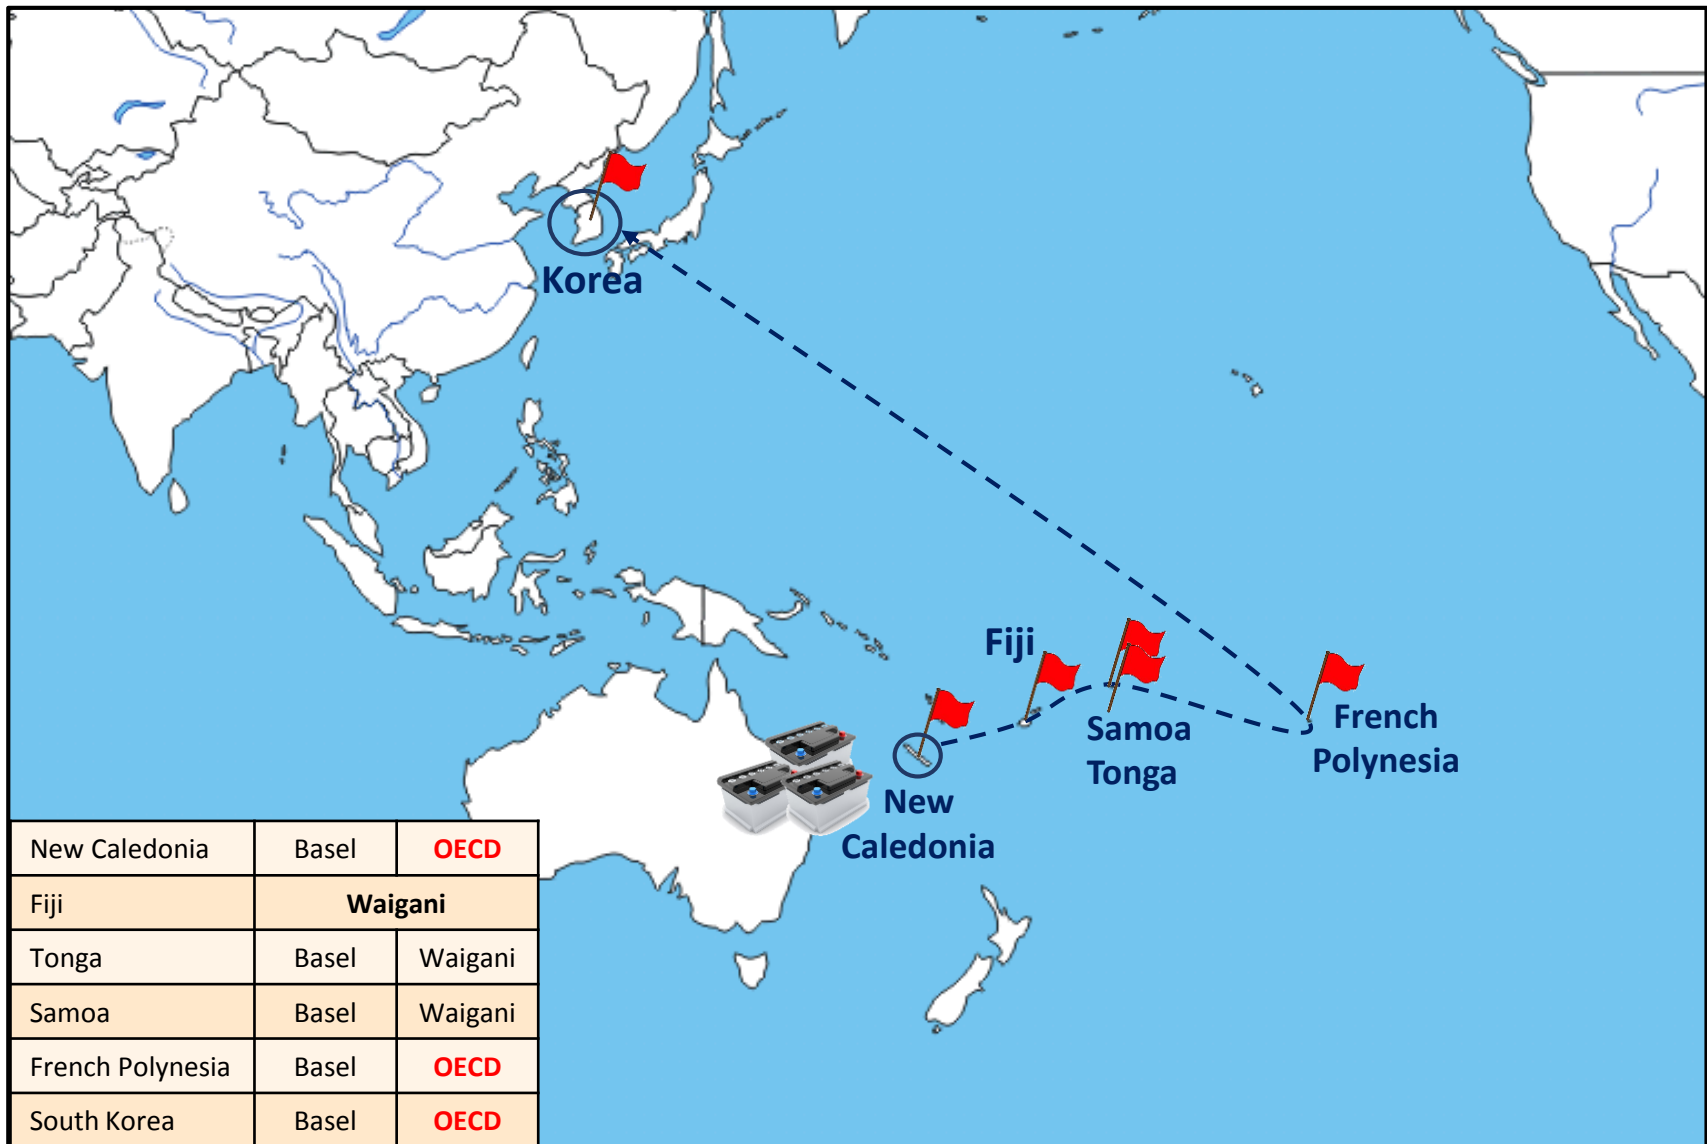 Korea
Fiji
Samoa
Tonga
French
Polynesia
New
Caledonia
New Caledonia Basel OECD
Fiji Waigani
Tonga Basel Waigani
Samoa Basel Waigani
French Polynesia Basel OECD
South Korea Basel OECD